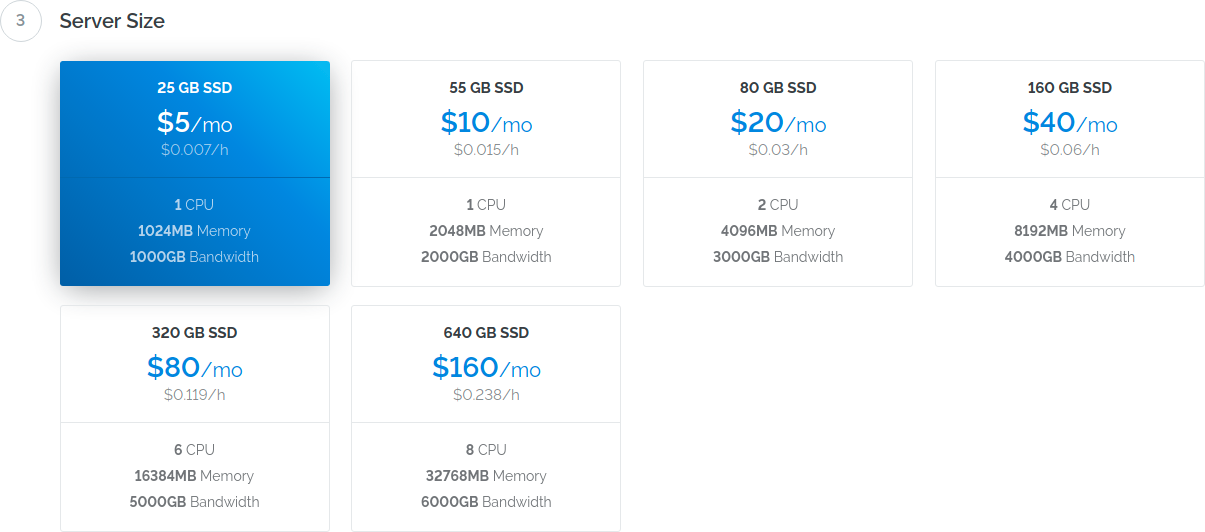 3
Server Size
25 GB SSD
$5/mo
$0.007/h
1 CPU
1024MB Memory
1000GB Bandwidth
55 GB SSD
$10/mo
$0.015/h
1 CPU
2048MB Memory
2000GB Bandwidth
80 GB SSD
$20/mo
$0.03/h
2 CPU
4096MB Memory
3000GB Bandwidth
160 GB SSD
$40/mo
$0.06/h
4 CPU
8192MB Memory
4000GB Bandwidth
320 GB SSD
$80/mo
$0.119/h
6 CPU
16384MB Memory
5000GB Bandwidth
640 GB SSD
$160/mo
$0.238/h
8 CPU
32768MB Memory
6000GB Bandwidth